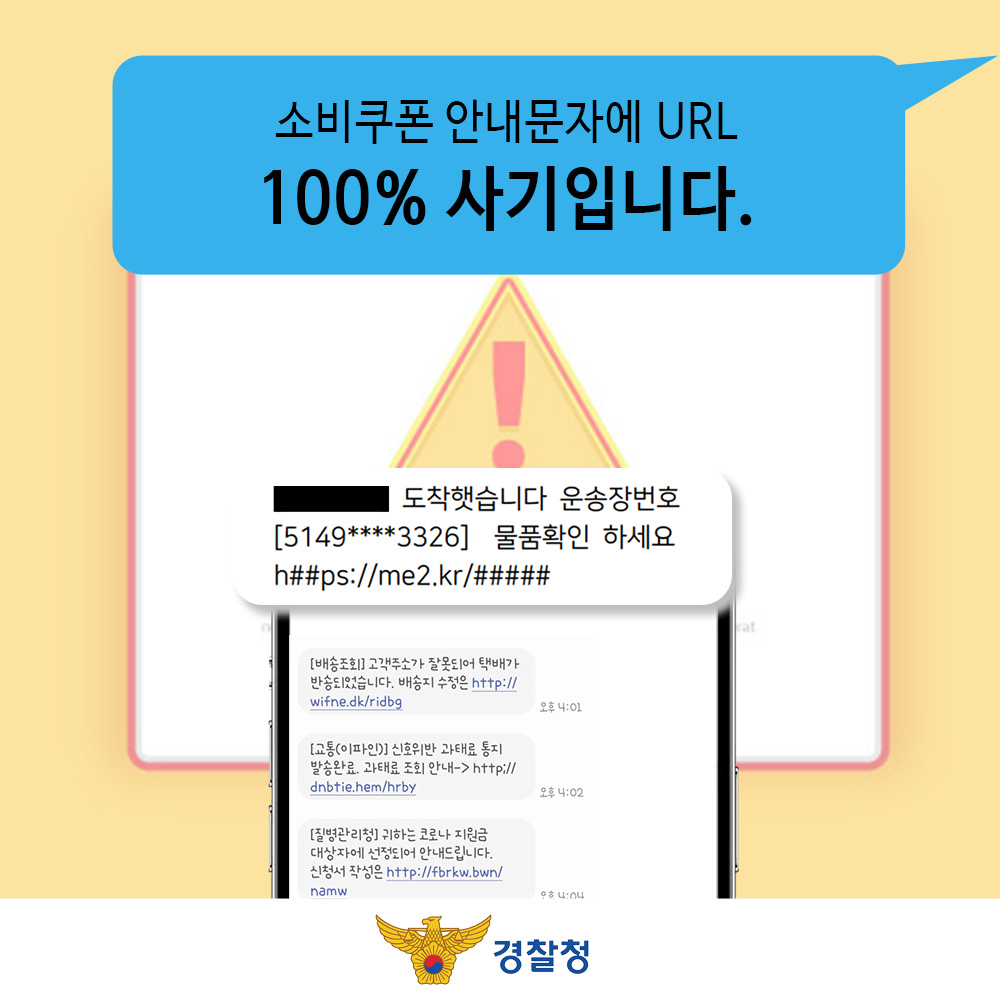 소비쿠폰 안내문자에 URL
100% 사기입니다.
도착햇습니다 운송장번호
[5149****3326] 물품확인 하세요
h##ps://me2.kr/#####
[배송조회] 고객주소가 잘못되어 택배가
반송되었습니다. 배송지 수정은 http://
wifne.dk/ridbg
오후 4:01
[교통(이파인)] 신호위반 과태료 통지
발송완료. 과태료 조회 안내-> http;//
dnbtie.hem/hrby
오후 4:02
[질병관리청] 귀하는 코로나 지원금
대상자에 선정되어 안내드립니다.
신청서 작성은 http://fbrkw.bwn/
namw
오후 4:04
경찰청